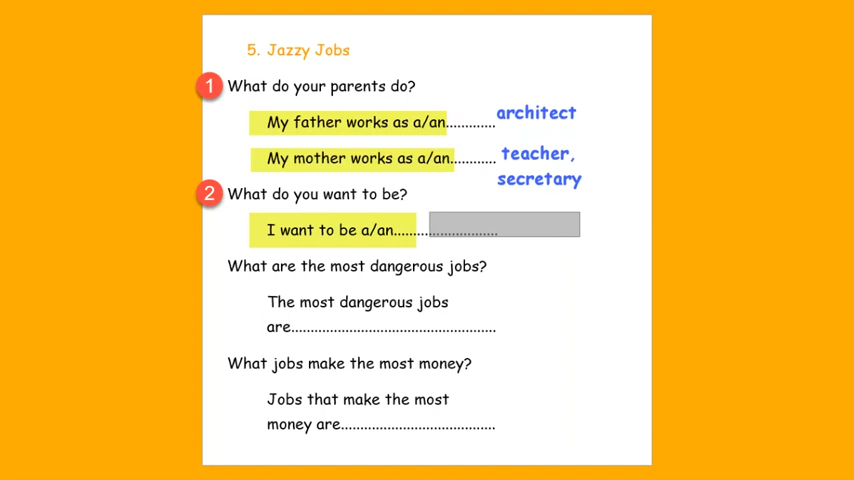 5. Jazzy Jobs
1 What do your parents do?
My father works as a/an............. architect
My mother works as a/an............ teacher,
secretary
2 What do you want to be?
I want to be a/an...........................
What are the most dangerous jobs?
The most dangerous jobs
are.....................................................
What jobs make the most money?
Jobs that make the most
money are........................................